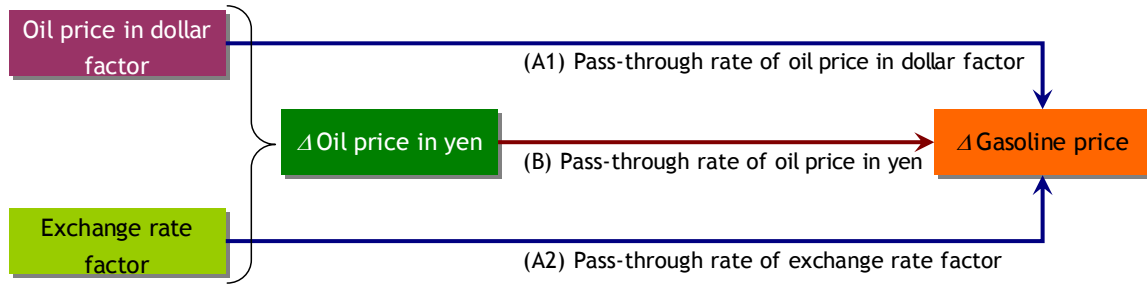 Oil price in dollar
factor
(A1) Pass-through rate of oil price in dollar factor
Δ Oil price in yen
Δ Gasoline price
(B) Pass-through rate of oil price in yen
Exchange rate
factor
(A2) Pass-through rate of exchange rate factor